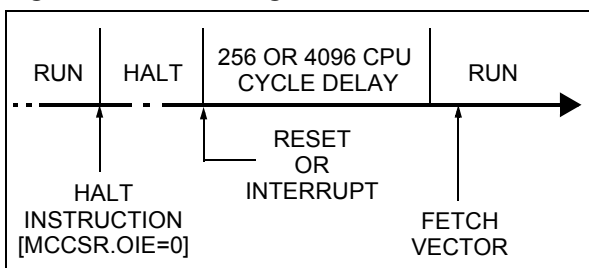 RUN
HALT
256 OR 4096 CPU
CYCLE DELAY
RUN
RESET
OR
INTERRUPT
HALT
INSTRUCTION
[MCCSR.OIE=0]
FETCH
VECTOR